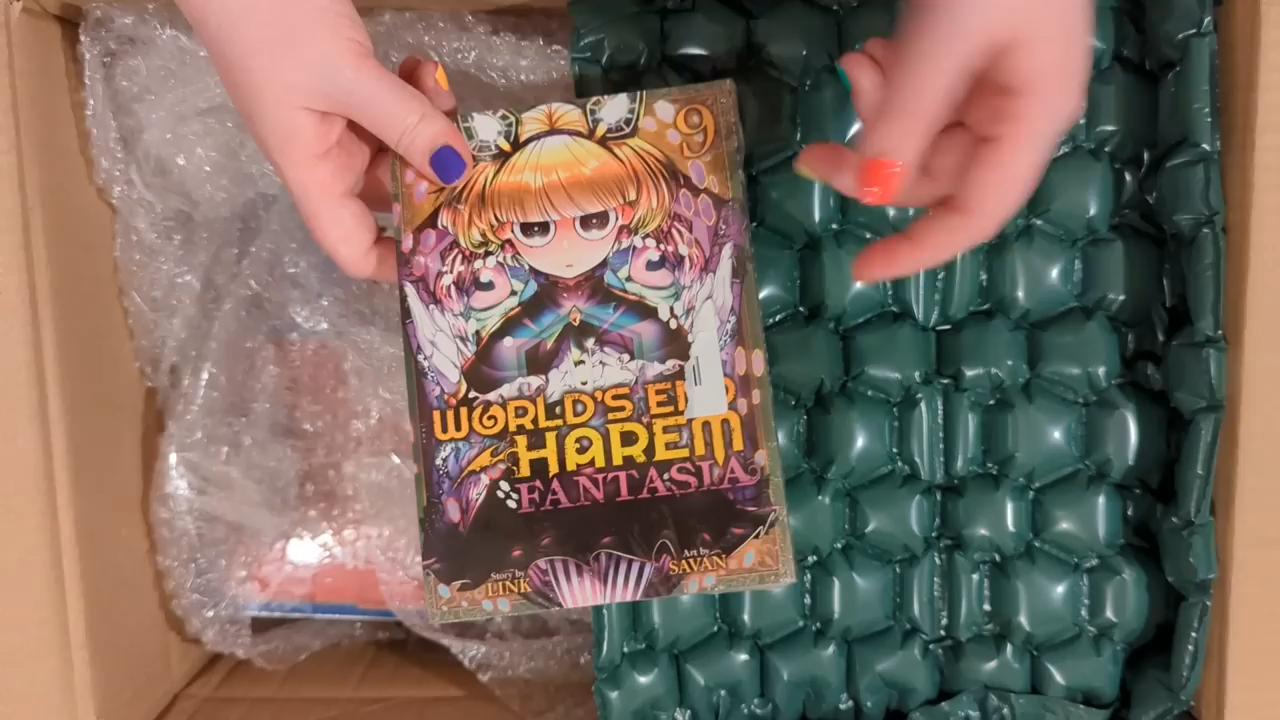 9
WORLD'S END
HAREM
FANTASIA
Story by
LINK
Art by
SAVAN